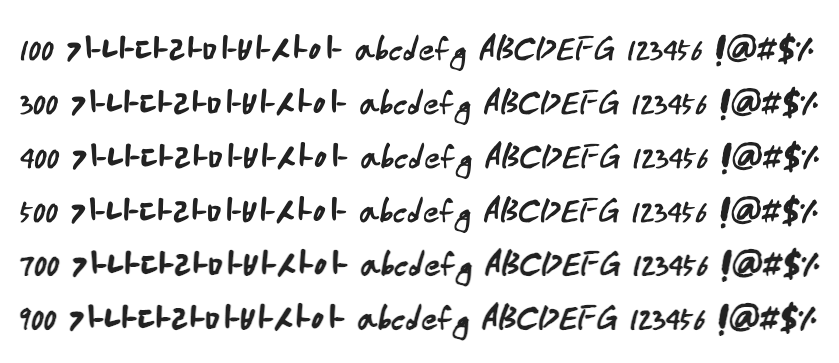 100 가나다라마바사아 abcdefg ABCDEFG 123456 !@#$%
300 가나다라마바사아 abcdefg ABCDEFG 123456 !@#$%
400 가나다라마바사아 abcdefg ABCDEFG 123456 !@#$%
500 가나다라마바사아 abcdefg ABCDEFG 123456 !@#$%
700 가나다라마바사아 abcdefg ABCDEFG 123456 !@#$%
900 가나다라마바사아 abcdefg ABCDEFG 123456 !@#$%